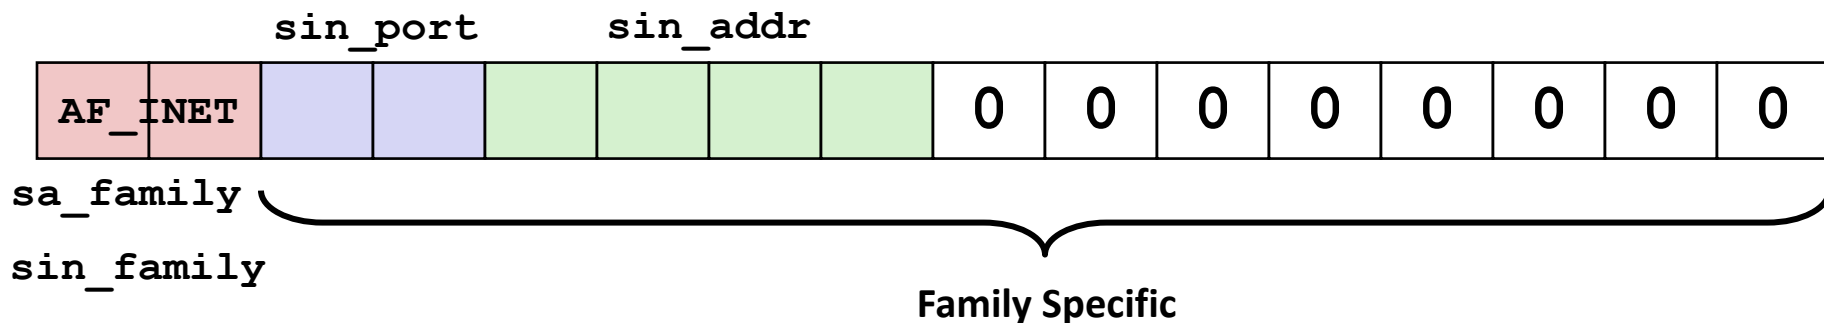 sin_port sin_addr
AF_INET 0 0 0 0 0 0 0 0
sa_family
sin_family
Family Specific